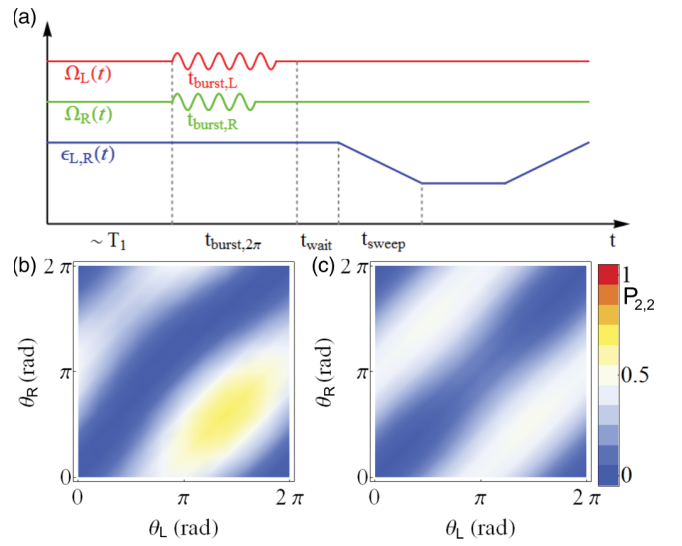 (a)
Ω_L(t)
t_burst,L
Ω_R(t)
t_burst,R
ϵ_L,R(t)
~ T_1 t_burst,2π t_wait t_sweep t
(b) (c)
2 π 2 π 1
P_2,2
θ_R (rad) π θ_R (rad) π 0.5
0 0 0
0 π 2 π 0 π 2 π
θ_L (rad) θ_L (rad)